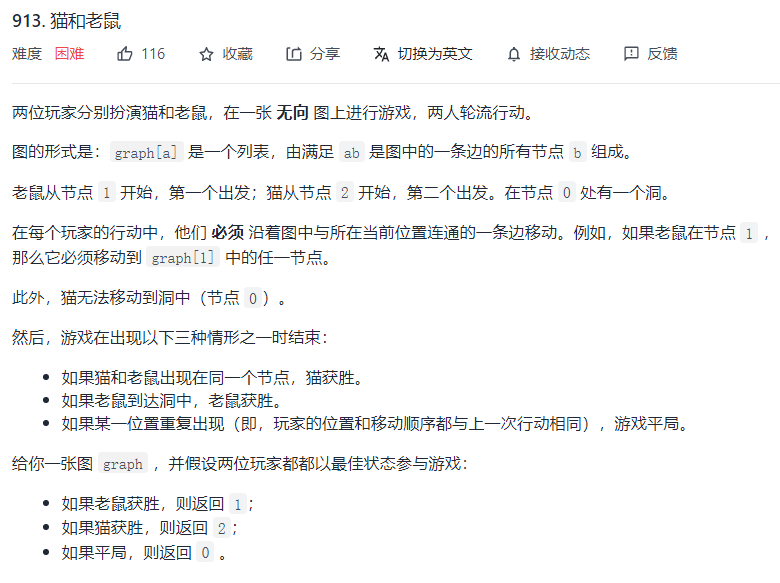 913. 猫和老鼠
难度 困难 116 收藏 分享 切换为英文 接收动态 反馈
两位玩家分别扮演猫和老鼠，在一张 无向 图上进行游戏，两人轮流行动。
图的形式是：graph[a] 是一个列表，由满足 ab 是图中的一条边的所有节点 b 组成。
老鼠从节点 1 开始，第一个出发；猫从节点 2 开始，第二个出发。在节点 0 处有一个洞。
在每个玩家的行动中，他们 必须 沿着图中与所在当前位置连通的一条边移动。例如，如果老鼠在节点 1 ，
那么它必须移动到 graph[1] 中的任一节点。
此外，猫无法移动到洞中（节点 0）。
然后，游戏在出现以下三种情形之一时结束：
• 如果猫和老鼠出现在同一个节点，猫获胜。
• 如果老鼠到达洞中，老鼠获胜。
• 如果某一位置重复出现（即，玩家的位置和移动顺序都与上一次行动相同），游戏平局。
给你一张图 graph ，并假设两位玩家都都以最佳状态参与游戏：
• 如果老鼠获胜，则返回 1；
• 如果猫获胜，则返回 2；
• 如果平局，则返回 0 。